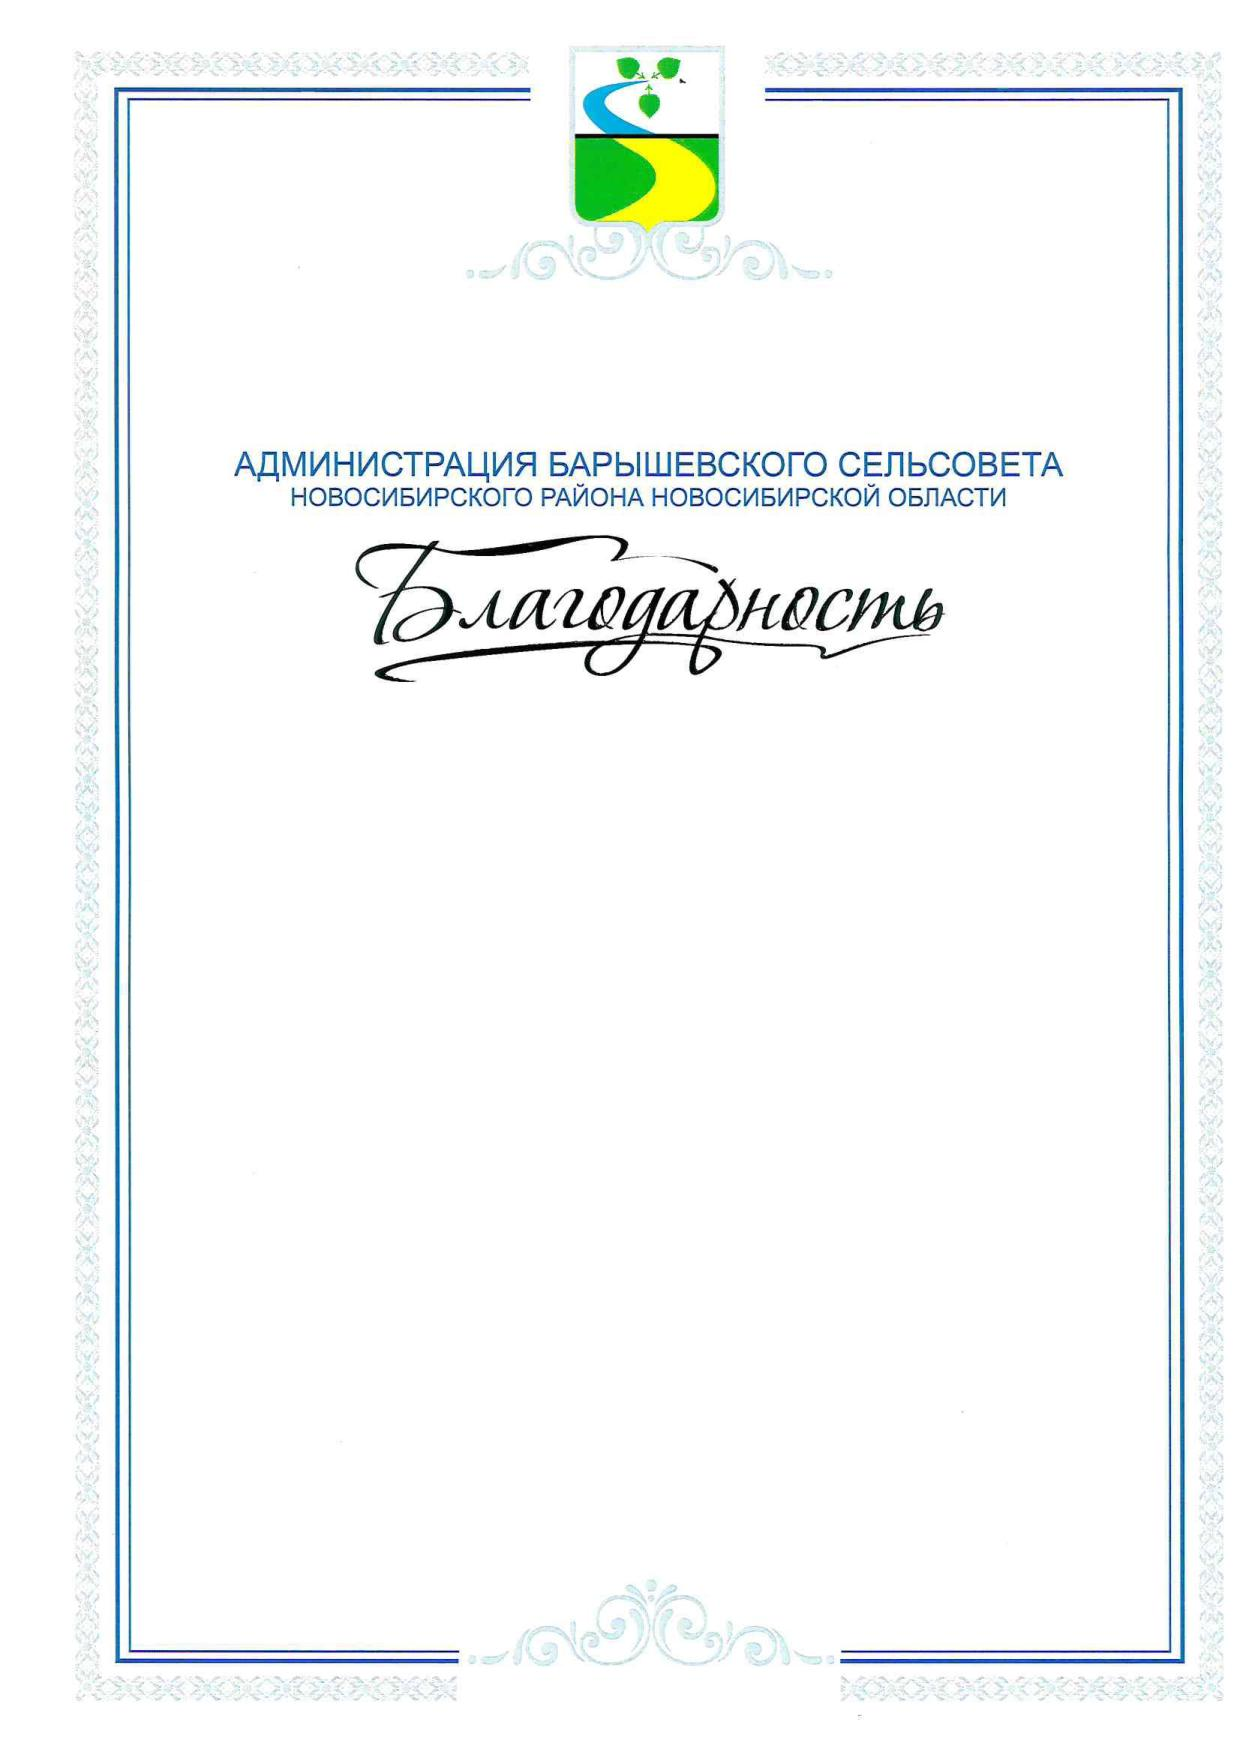 АДМИНИСТРАЦИЯ БАРЫШЕВСКОГО СЕЛЬСОВЕТА
НОВОСИБИРСКОГО РАЙОНА НОВОСИБИРСКОЙ ОБЛАСТИ
Благодарность